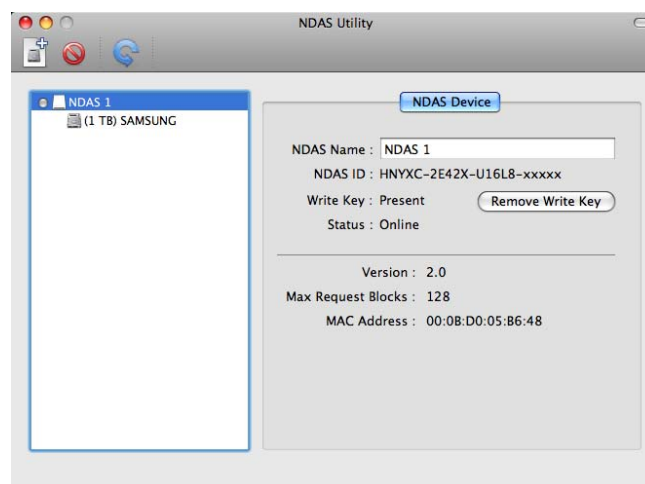 NDAS Utility
NDAS 1
(1 TB) SAMSUNG
NDAS Device
NDAS Name : NDAS 1
NDAS ID : HNYXC-2E42X-U16L8-xxxxx
Write Key : Present Remove Write Key
Status : Online
Version : 2.0
Max Request Blocks : 128
MAC Address : 00:0B:D0:05:B6:48